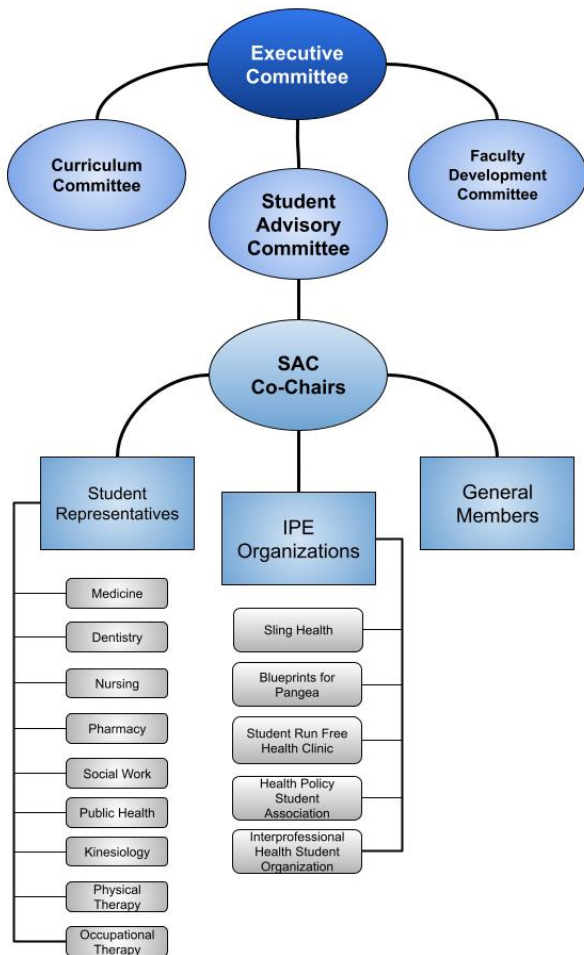 Executive
Committee
Curriculum
Committee
Student
Advisory
Committee
Faculty
Development
Committee
SAC
Co-Chairs
Student
Representatives
IPE
Organizations
General
Members
Medicine
Dentistry
Nursing
Pharmacy
Social Work
Public Health
Kinesiology
Physical
Therapy
Occupational
Therapy
Sling Health
Blueprints for
Pangea
Student Run Free
Health Clinic
Health Policy
Student
Association
Interprofessional
Health Student
Organization